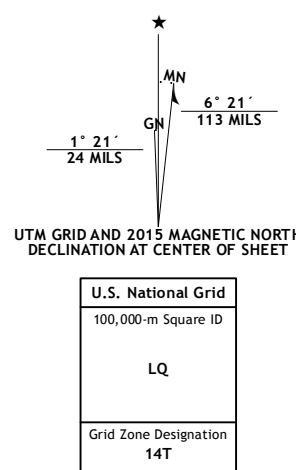 ★
MN
6° 21´
113 MILS
GN
1° 21´
24 MILS
UTM GRID AND 2015 MAGNETIC NORTH
DECLINATION AT CENTER OF SHEET
U.S. National Grid
100,000-m Square ID
LQ
Grid Zone Designation
14T